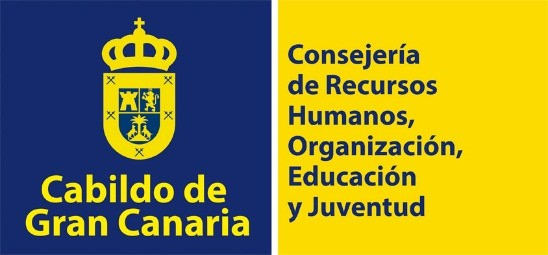 Cabildo de
Gran Canaria
Consejería
de Recursos
Humanos,
Organización,
Educación
y Juventud